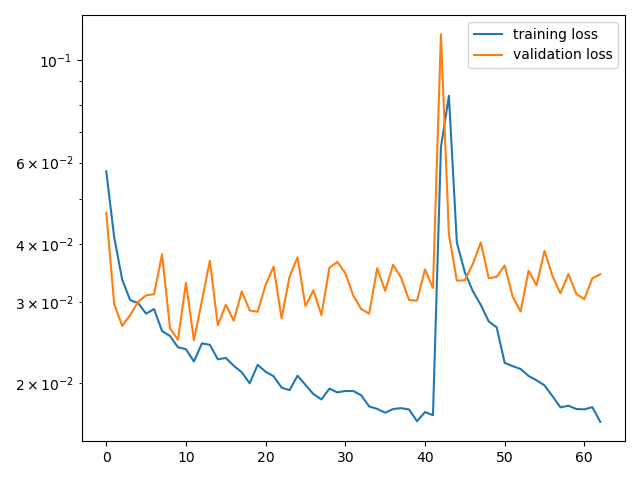 training loss
validation loss
10⁻¹
6 × 10⁻²
4 × 10⁻²
3 × 10⁻²
2 × 10⁻²
0 10 20 30 40 50 60